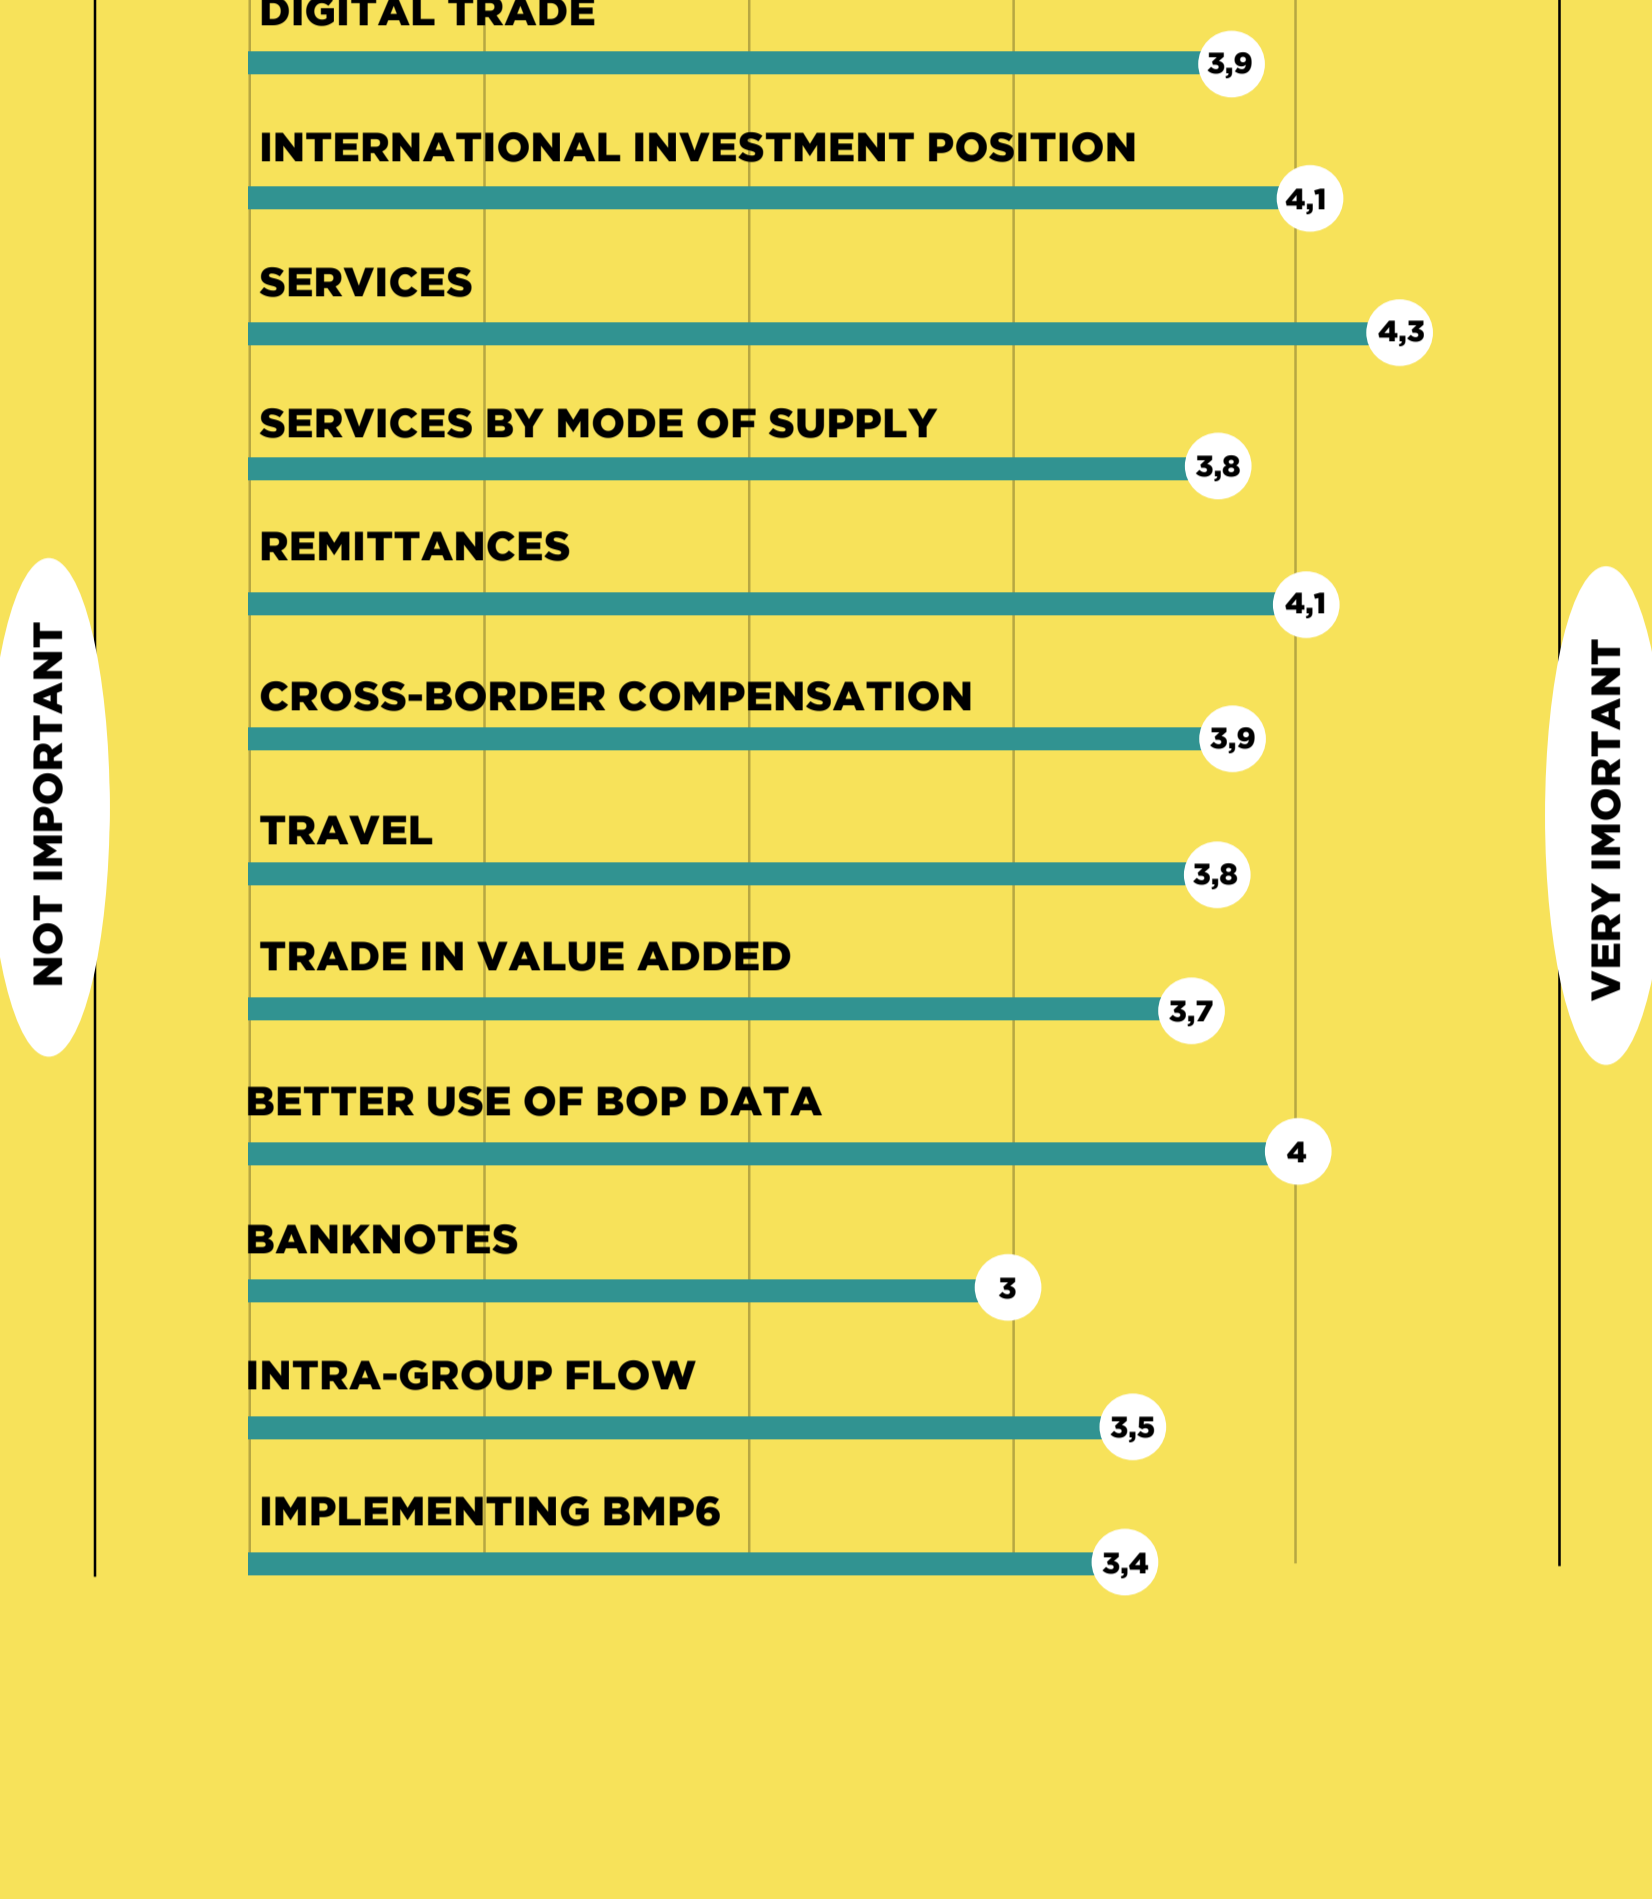 DIGITAL TRADE
3,9
INTERNATIONAL INVESTMENT POSITION
4,1
SERVICES
4,3
SERVICES BY MODE OF SUPPLY
3,8
REMITTANCES
4,1
CROSS-BORDER COMPENSATION
3,9
TRAVEL
3,8
TRADE IN VALUE ADDED
3,7
BETTER USE OF BOP DATA
4
BANKNOTES
3
INTRA-GROUP FLOW
3,5
IMPLEMENTING BMP6
3,4
NOT IMPORTANT
VERY IMORTANT